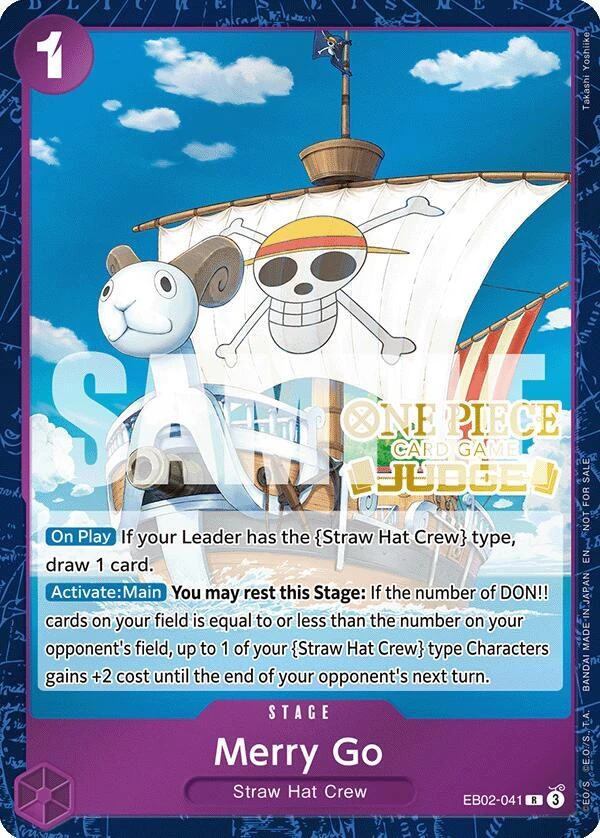 1
SAMPLE
ONE PIECE
CARD GAME
JUDGE
On Play If your Leader has the {Straw Hat Crew} type,
draw 1 card.
Activate:Main You may rest this Stage: If the number of DON!!
cards on your field is equal to or less than the number on your
opponent's field, up to 1 of your {Straw Hat Crew} type Characters
gains +2 cost until the end of your opponent's next turn.
STAGE
Merry Go
Straw Hat Crew
EB02-041 R 3
Takashi Yoshiike
©E.O./S., ©E.O./S.,T.A. BANDAI MADE IN JAPAN EN NOT FOR SALE